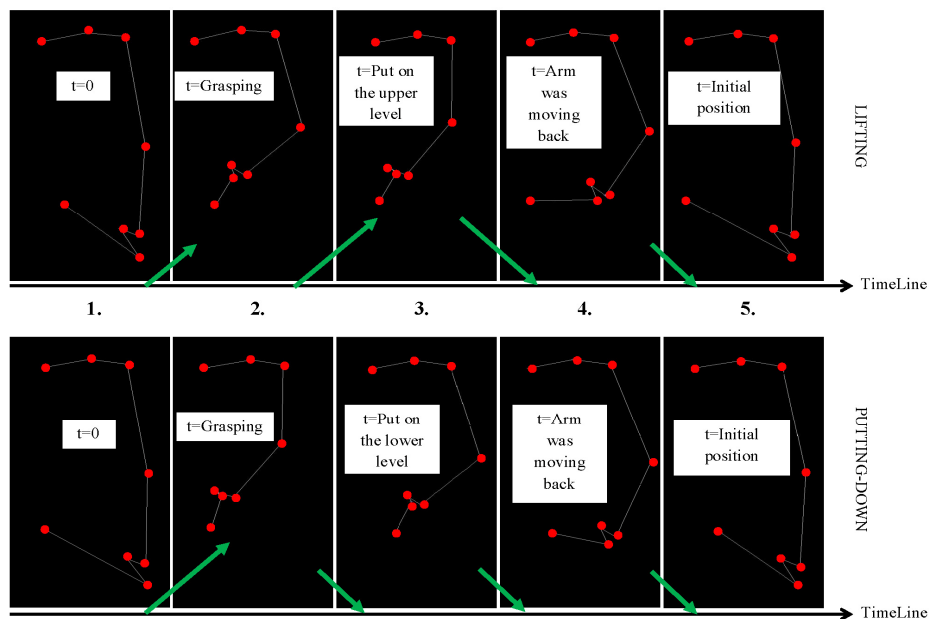 t=0
t=Grasping
t=Put on
the upper
level
t=Arm
was
moving
back
t=Initial
position
LIFTING
TimeLine
1.
2.
3.
4.
5.
t=0
t=Grasping
t=Put on
the lower
level
t=Arm
was
moving
back
t=Initial
position
PUTTING-DOWN
TimeLine